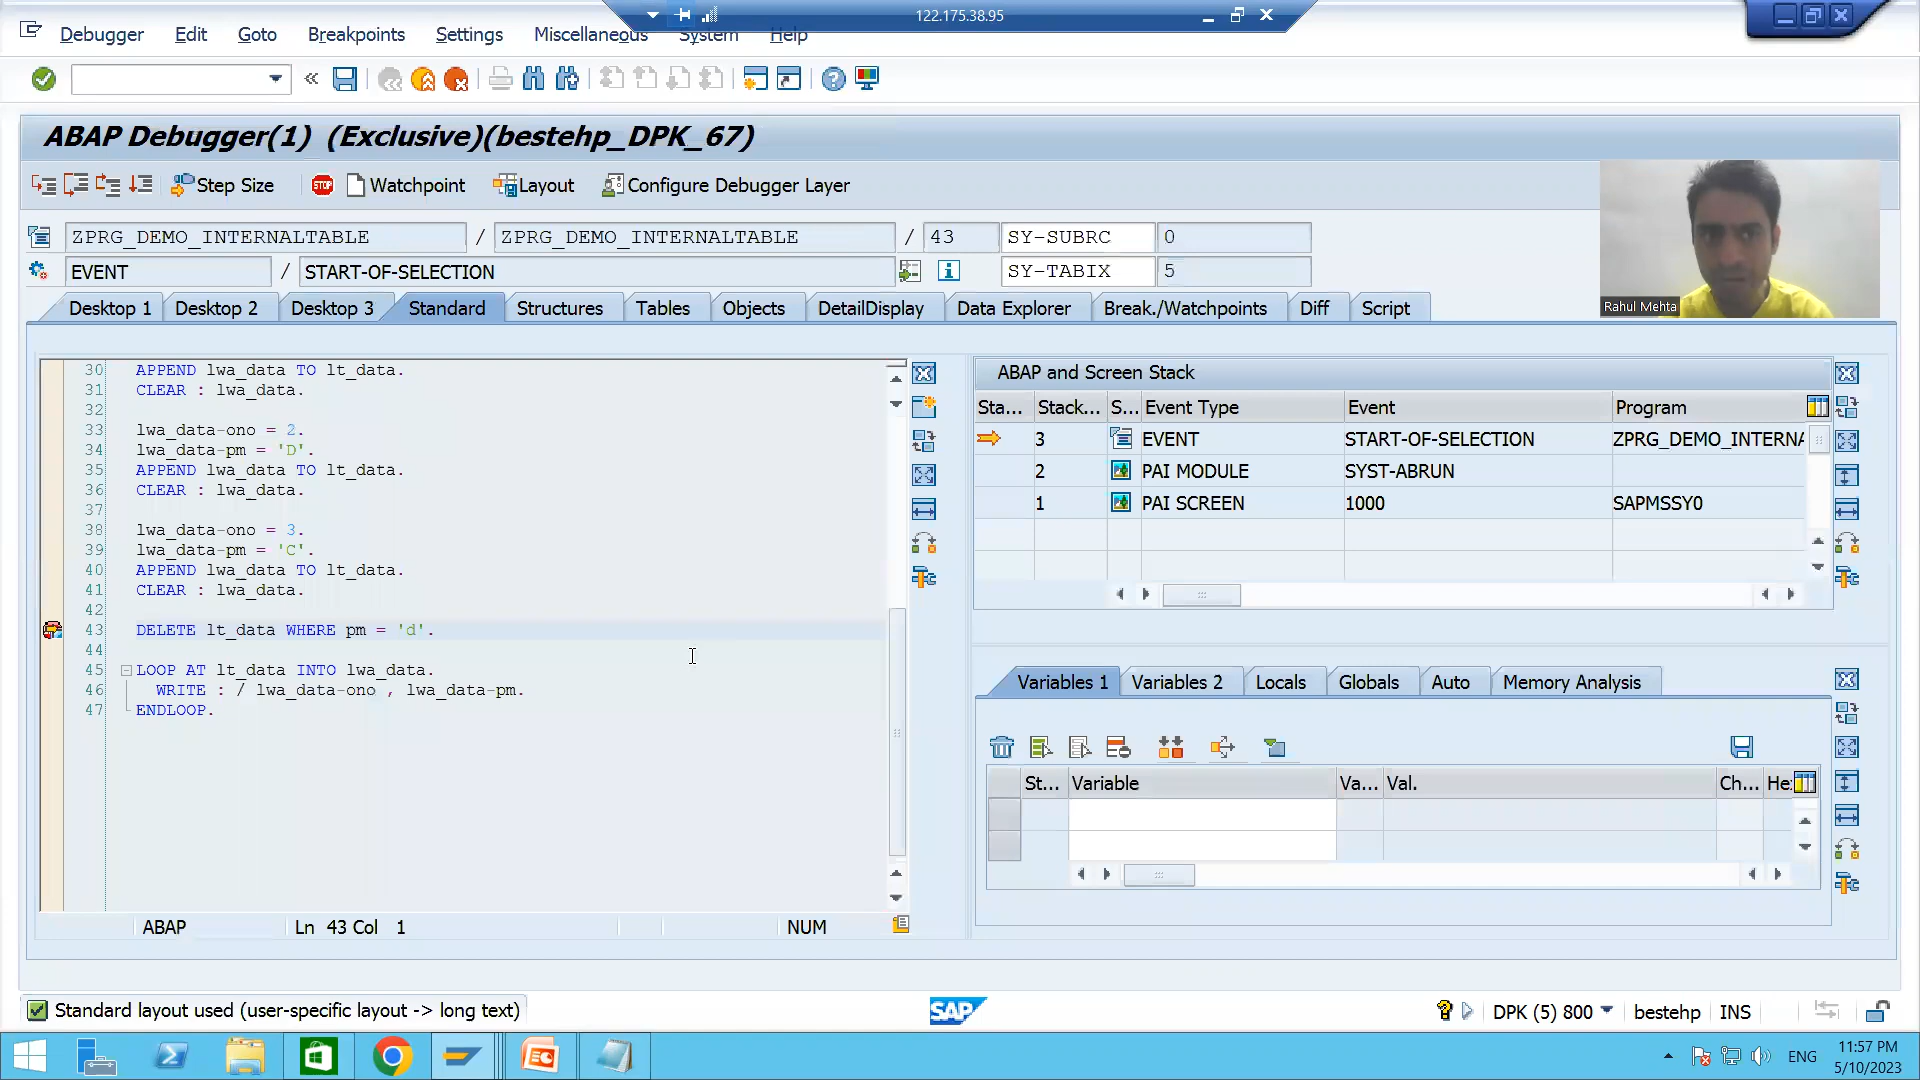 122.175.38.95
Debugger Edit Goto Breakpoints Settings Miscellaneous System Help
ABAP Debugger(1) (Exclusive)(bestehp_DPK_67)
Step Size STOP Watchpoint Layout Configure Debugger Layer
ZPRG_DEMO_INTERNALTABLE / ZPRG_DEMO_INTERNALTABLE / 43 SY-SUBRC 0
EVENT / START-OF-SELECTION SY-TABIX 5
Rahul Mehta
Desktop 1 Desktop 2 Desktop 3 Standard Structures Tables Objects DetailDisplay Data Explorer Break./Watchpoints Diff Script
30 APPEND lwa_data TO lt_data.
31 CLEAR : lwa_data.
32
33 lwa_data-ono = 2.
34 lwa_data-pm = 'D'.
35 APPEND lwa_data TO lt_data.
36 CLEAR : lwa_data.
37
38 lwa_data-ono = 3.
39 lwa_data-pm = 'C'.
40 APPEND lwa_data TO lt_data.
41 CLEAR : lwa_data.
42
43 DELETE lt_data WHERE pm = 'd'.
44
45 LOOP AT lt_data INTO lwa_data.
46 WRITE : / lwa_data-ono , lwa_data-pm.
47 ENDLOOP.
ABAP Ln 43 Col 1 NUM
ABAP and Screen Stack
Sta... Stack... S... Event Type Event Program
3 EVENT START-OF-SELECTION ZPRG_DEMO_INTERNA
2 PAI MODULE SYST-ABRUN
1 PAI SCREEN 1000 SAPMSSY0
Variables 1 Variables 2 Locals Globals Auto Memory Analysis
St... Variable Va... Val. Ch... He
Standard layout used (user-specific layout -> long text)
SAP
DPK (5) 800 bestehp INS
ENG
11:57 PM
5/10/2023